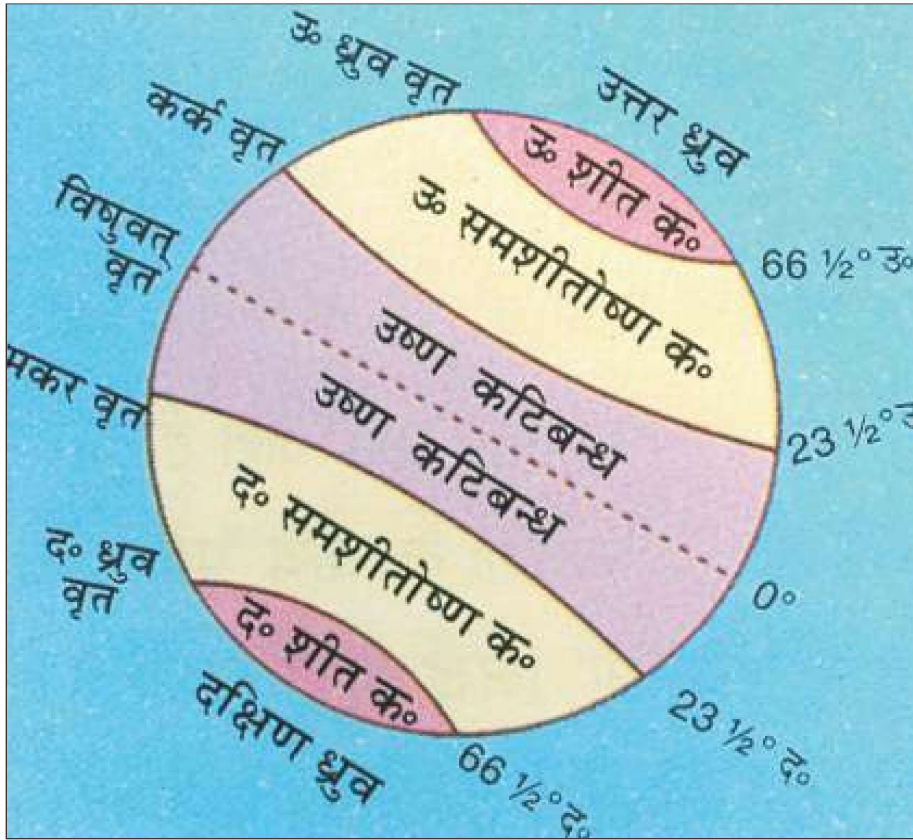 उ० ध्रुव वृत
उत्तर ध्रुव
कर्क वृत
उ० शीत क०
विषुवत्
वृत
उ० समशीतोष्ण क०
66 ½° उ०
उष्ण कटिबन्ध
मकर वृत
उष्ण कटिबन्ध
23 ½° उ
द० समशीतोष्ण क०
द० ध्रुव
वृत
0°
द० शीत क०
दक्षिण ध्रुव
23 ½° द०
66 ½° द०